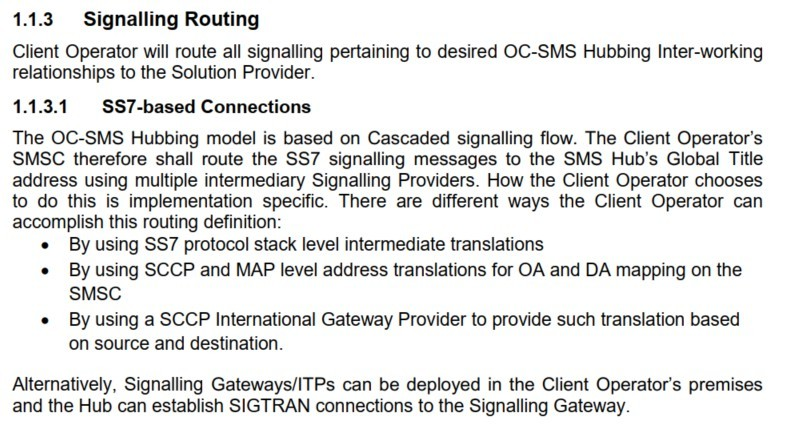 1.1.3 Signalling Routing
Client Operator will route all signalling pertaining to desired OC-SMS Hubbing Inter-working
relationships to the Solution Provider.
1.1.3.1 SS7-based Connections
The OC-SMS Hubbing model is based on Cascaded signalling flow. The Client Operator's
SMSC therefore shall route the SS7 signalling messages to the SMS Hub's Global Title
address using multiple intermediary Signalling Providers. How the Client Operator chooses
to do this is implementation specific. There are different ways the Client Operator can
accomplish this routing definition:
• By using SS7 protocol stack level intermediate translations
• By using SCCP and MAP level address translations for OA and DA mapping on the
SMSC
• By using a SCCP International Gateway Provider to provide such translation based
on source and destination.
Alternatively, Signalling Gateways/ITPs can be deployed in the Client Operator's premises
and the Hub can establish SIGTRAN connections to the Signalling Gateway.